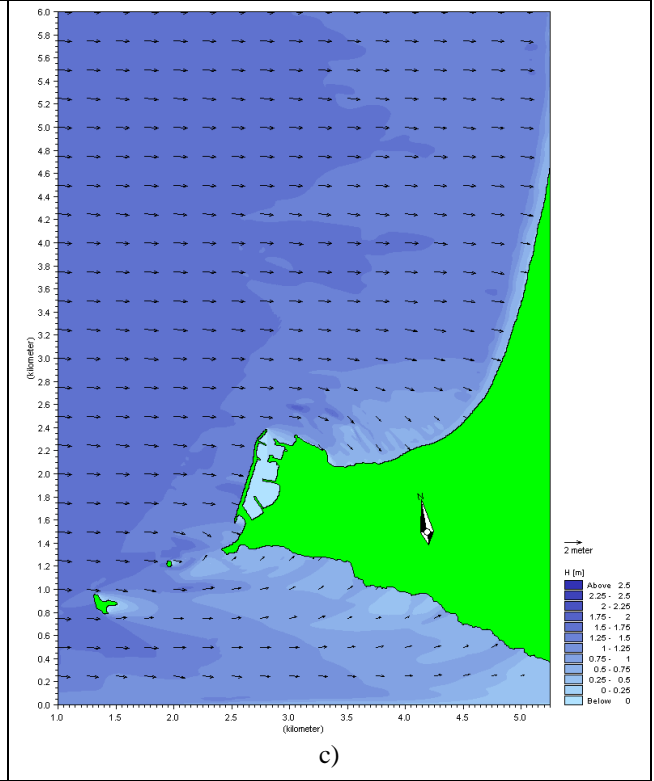 6.0
5.8
5.6
5.4
5.2
5.0
4.8
4.6
4.4
4.2
4.0
3.8
3.6
3.4
3.2
3.0
2.8
2.6
2.4
2.2
2.0
1.8
1.6
1.4
1.2
1.0
0.8
0.6
0.4
0.2
0.0
(kilometer)
1.0 1.5 2.0 2.5 3.0 3.5 4.0 4.5 5.0
(kilometer)
N
2 meter
H [m]
Above 2.5
2.25 - 2.5
2 - 2.25
1.75 - 2
1.5 - 1.75
1.25 - 1.5
1 - 1.25
0.75 - 1
0.5 - 0.75
0.25 - 0.5
0 - 0.25
Below 0
c)